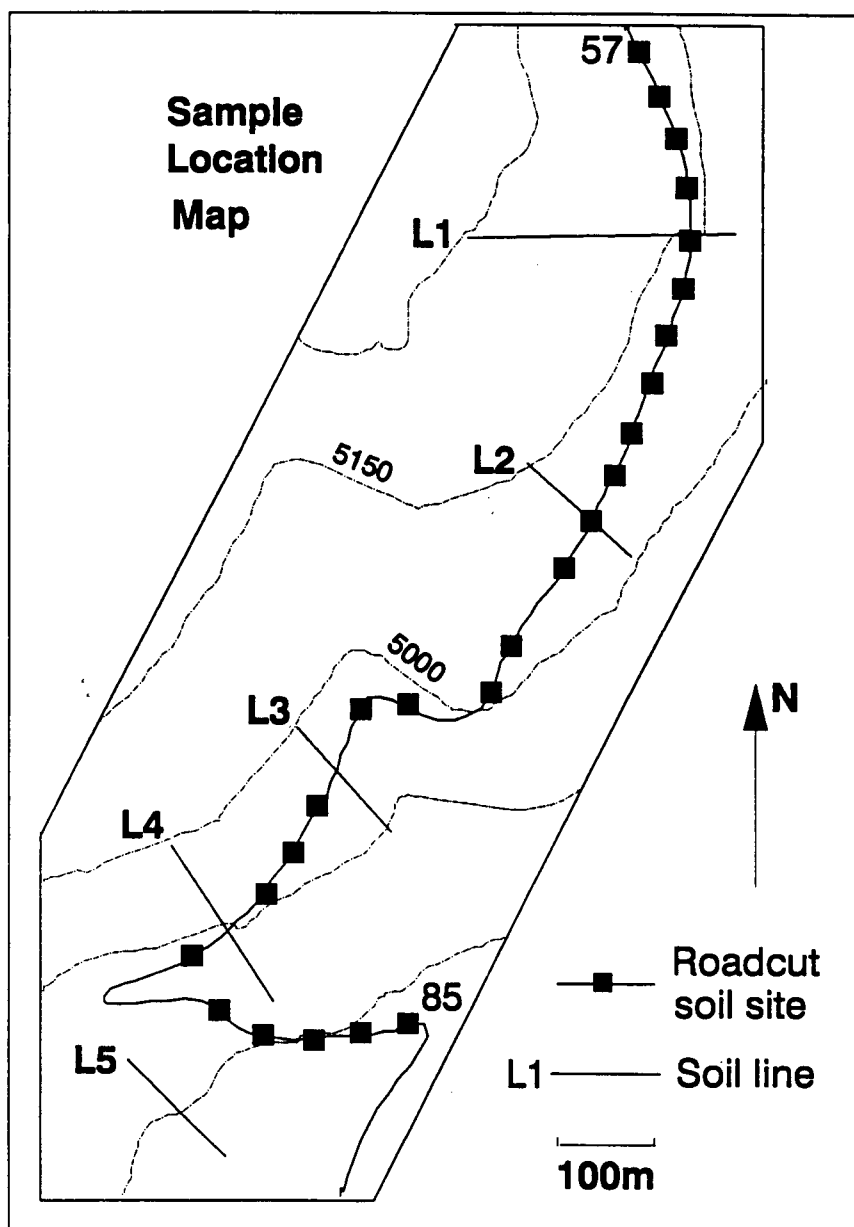 Sample
Location
Map
57
L1
5150
L2
5000
L3
N
L4
85
L5
Roadcut
soil site
L1
Soil line
100m